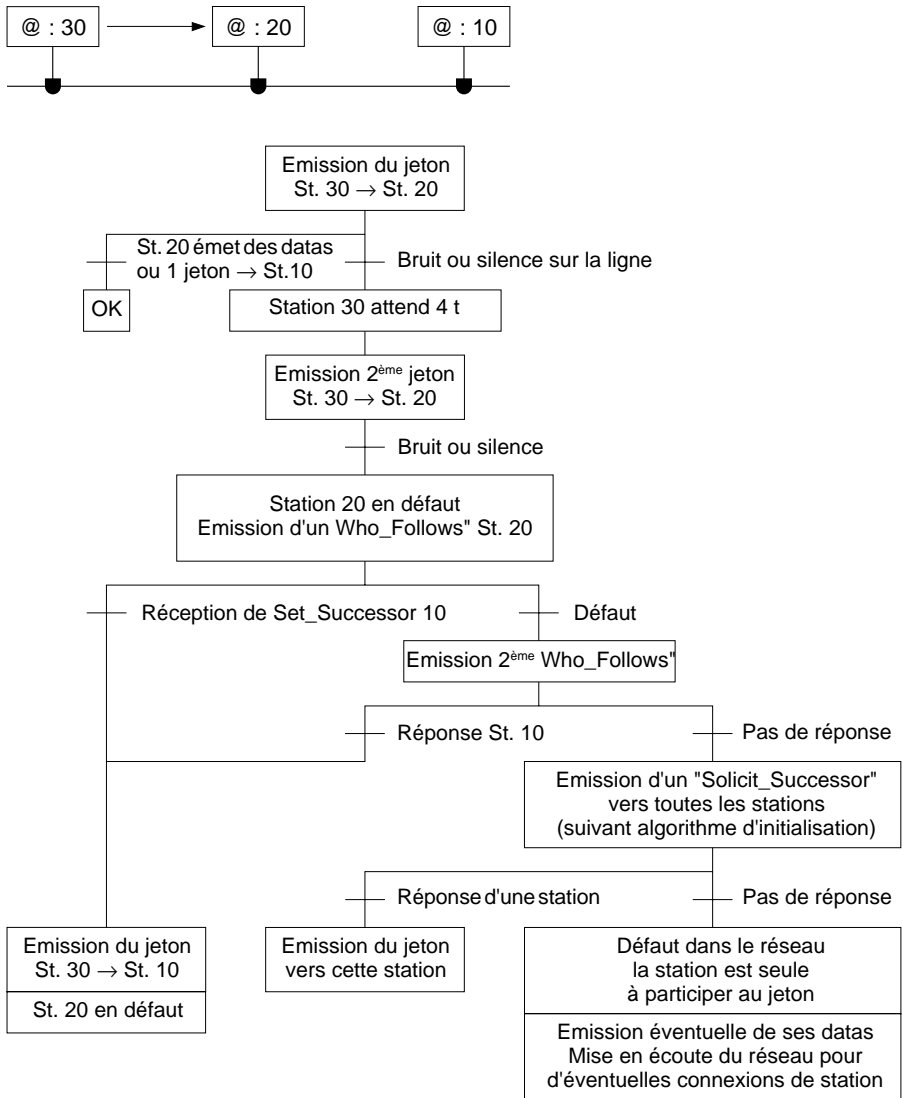 @ : 30
@ : 20
@ : 10
Emission du jeton
St. 30 → St. 20
St. 20 émet des datas
ou 1 jeton → St.10
Bruit ou silence sur la ligne
OK
Station 30 attend 4 t
Emission 2ème jeton
St. 30 → St. 20
Bruit ou silence
Station 20 en défaut
Emission d'un Who_Follows" St. 20
Réception de Set_Successor 10
Défaut
Emission 2ème Who_Follows"
Réponse St. 10
Pas de réponse
Emission d'un "Solicit_Successor"
vers toutes les stations
(suivant algorithme d'initialisation)
Réponse d'une station
Pas de réponse
Emission du jeton
St. 30 → St. 10
St. 20 en défaut
Emission du jeton
vers cette station
Défaut dans le réseau
la station est seule
à participer au jeton
Emission éventuelle de ses datas
Mise en écoute du réseau pour
d'éventuelles connexions de station